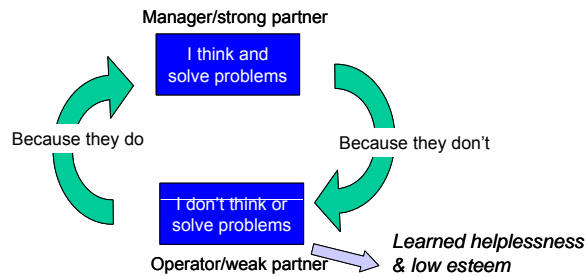 Manager/strong partner
I think and
solve problems
Because they do
Because they don't
I don't think or
solve problems
Operator/weak partner
Learned helplessness
& low esteem